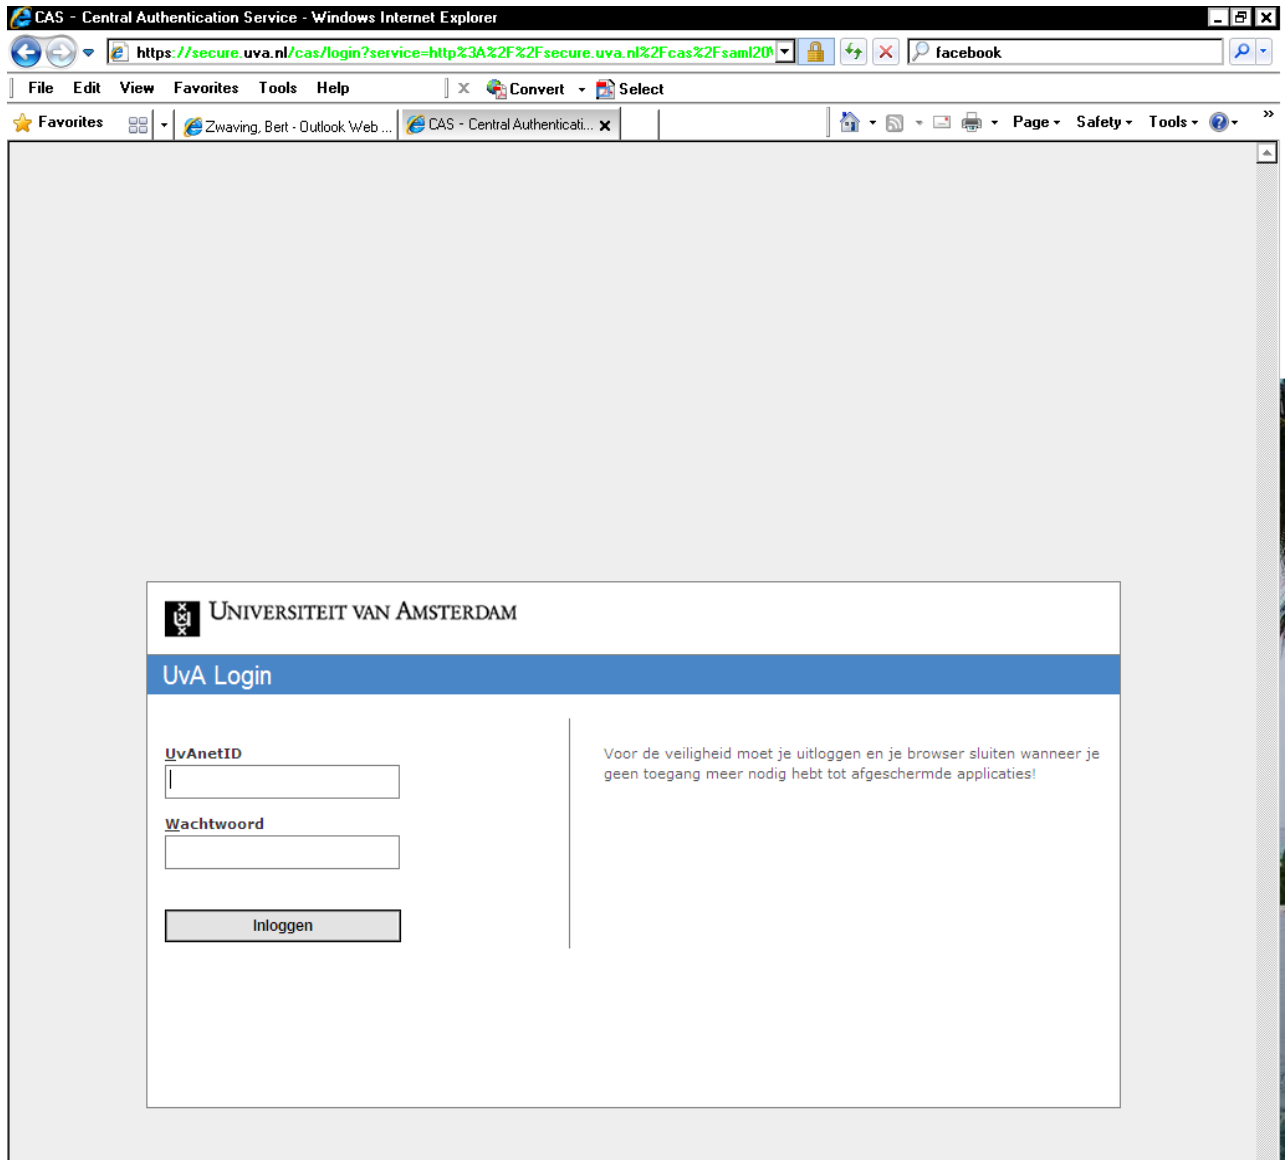 CAS - Central Authentication Service - Windows Internet Explorer
https://secure.uva.nl/cas/login?service=http%3A%2F%2Fsecure.uva.nl%2Fcas%2Fsaml20
facebook
File Edit View Favorites Tools Help x Convert Select
Favorites Zwaving, Bert - Outlook Web ... CAS - Central Authenticati... x Page Safety Tools »
UNIVERSITEIT VAN AMSTERDAM
UvA Login
UvAnetID
Voor de veiligheid moet je uitloggen en je browser sluiten wanneer je
geen toegang meer nodig hebt tot afgeschermde applicaties!
Wachtwoord
Inloggen